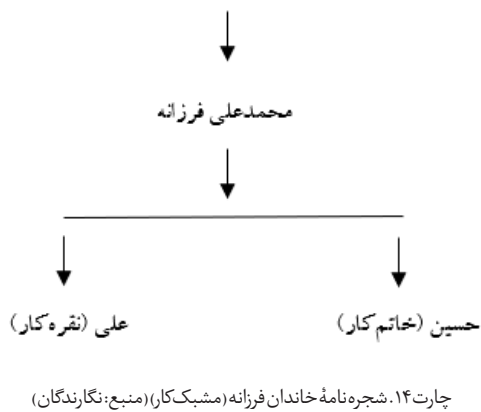 محمدعلی فرزانه
حسین (خاتم‌کار)
علی (نقره‌کار)
چارت۱۴. شجره‌نامهٔ خاندان فرزانه (مشبک‌کار) (منبع: نگارندگان)